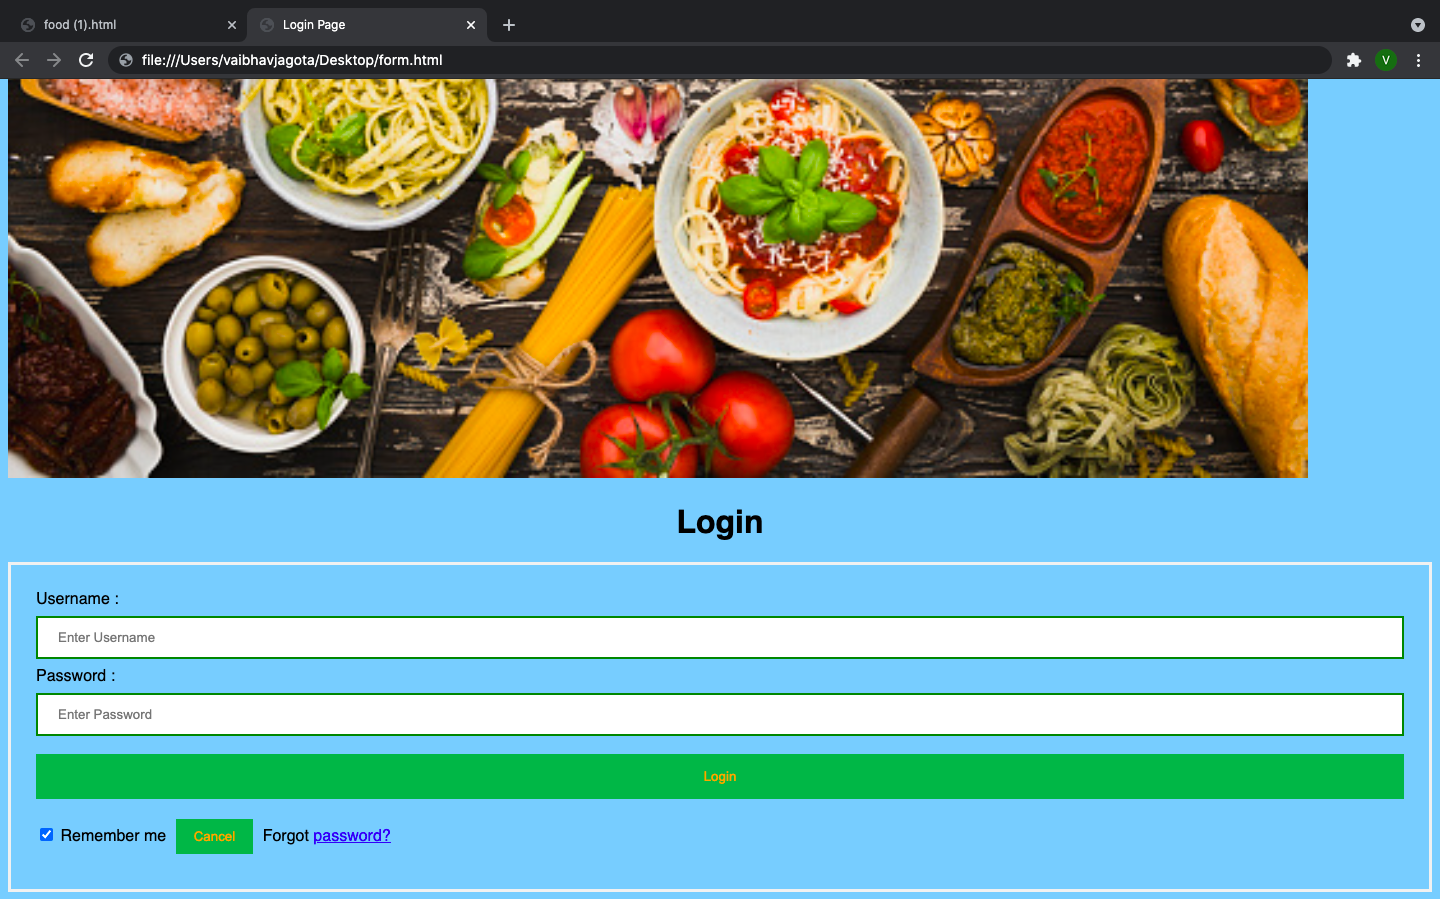 food (1).html
Login Page
file:///Users/vaibhavjagota/Desktop/form.html
V
Login
Username :
Enter Username
Password :
Enter Password
Login
Remember me Cancel Forgot password?